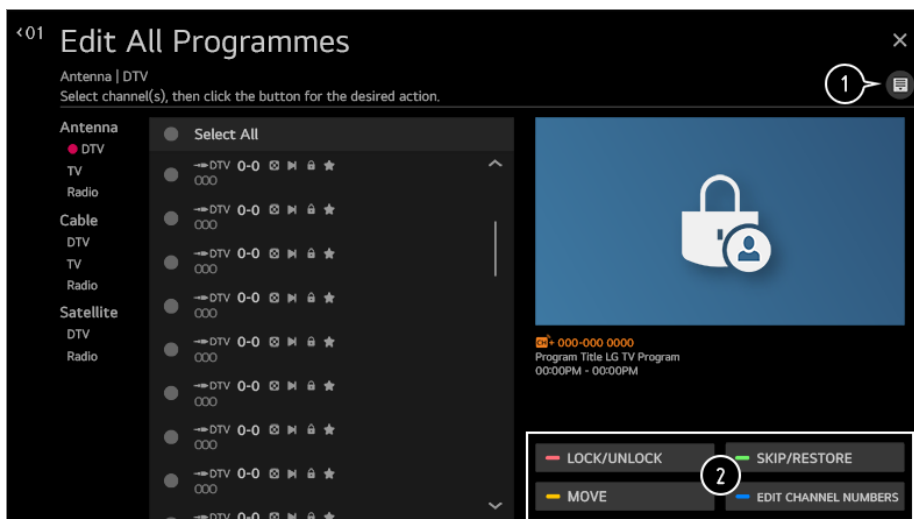 <01 Edit All Programmes
Antenna | DTV
Select channel(s), then click the button for the desired action.
1
Antenna
DTV
TV
Radio
Cable
DTV
TV
Radio
Satellite
DTV
Radio
Select All
DTV 0-0
000
DTV 0-0
000
DTV 0-0
000
DTV 0-0
000
DTV 0-0
000
DTV 0-0
000
DTV 0-0
000
DTV 0-0
000
DTV 0-0
CH+ 000-000 0000
Program Title LG TV Program
00:00PM - 00:00PM
LOCK/UNLOCK
SKIP/RESTORE
2
MOVE
EDIT CHANNEL NUMBERS